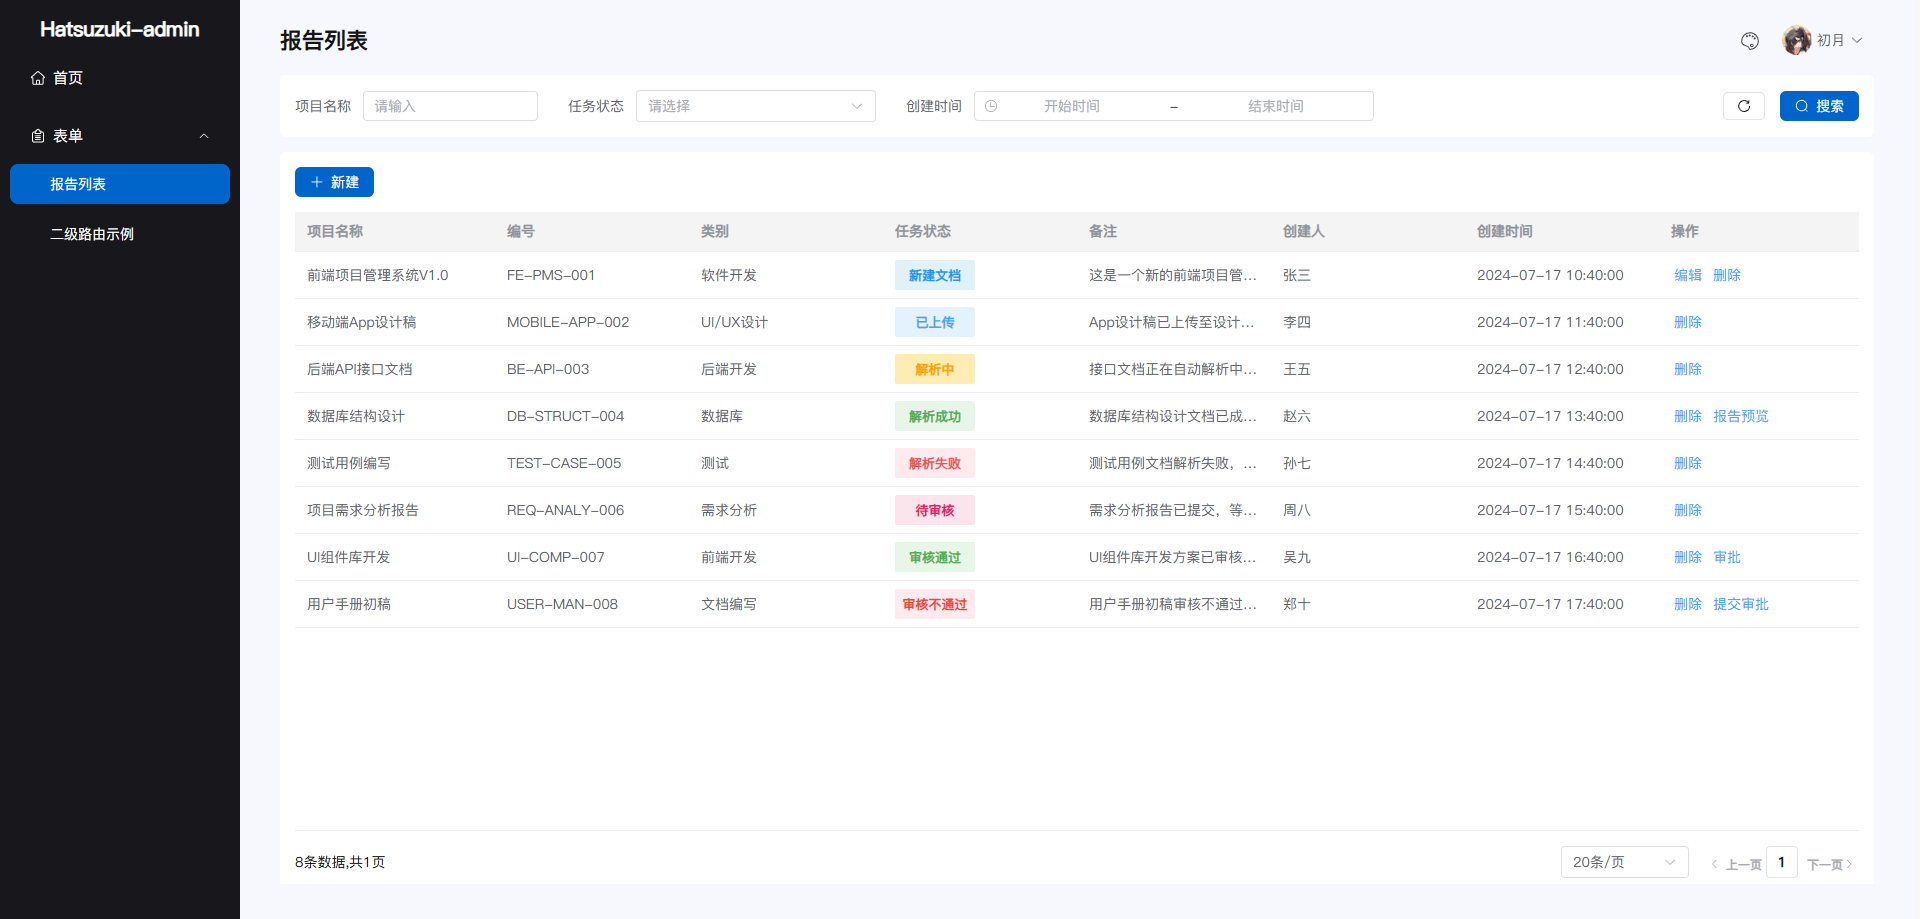 Hatsuzuki-admin
首页
表单
报告列表
二级路由示例
报告列表
初月
项目名称 请输入 任务状态 请选择 创建时间 开始时间 – 结束时间 搜索
新建
项目名称 编号 类别 任务状态 备注 创建人 创建时间 操作
前端项目管理系统V1.0 FE-PMS-001 软件开发 新建文档 这是一个新的前端项目管... 张三 2024-07-17 10:40:00 编辑 删除
移动端App设计稿 MOBILE-APP-002 UI/UX设计 已上传 App设计稿已上传至设计... 李四 2024-07-17 11:40:00 删除
后端API接口文档 BE-API-003 后端开发 解析中 接口文档正在自动解析中... 王五 2024-07-17 12:40:00 删除
数据库结构设计 DB-STRUCT-004 数据库 解析成功 数据库结构设计文档已成... 赵六 2024-07-17 13:40:00 删除 报告预览
测试用例编写 TEST-CASE-005 测试 解析失败 测试用例文档解析失败，... 孙七 2024-07-17 14:40:00 删除
项目需求分析报告 REQ-ANALY-006 需求分析 待审核 需求分析报告已提交，等... 周八 2024-07-17 15:40:00 删除
UI组件库开发 UI-COMP-007 前端开发 审核通过 UI组件库开发方案已审核... 吴九 2024-07-17 16:40:00 删除 审批
用户手册初稿 USER-MAN-008 文档编写 审核不通过 用户手册初稿审核不通过... 郑十 2024-07-17 17:40:00 删除 提交审批
8条数据,共1页 20条/页 上一页 1 下一页